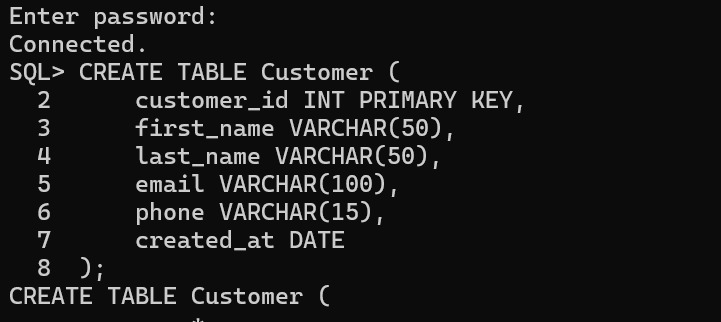 Enter password:
Connected.
SQL> CREATE TABLE Customer (
  2      customer_id INT PRIMARY KEY,
  3      first_name VARCHAR(50),
  4      last_name VARCHAR(50),
  5      email VARCHAR(100),
  6      phone VARCHAR(15),
  7      created_at DATE
  8  );
CREATE TABLE Customer (
             *